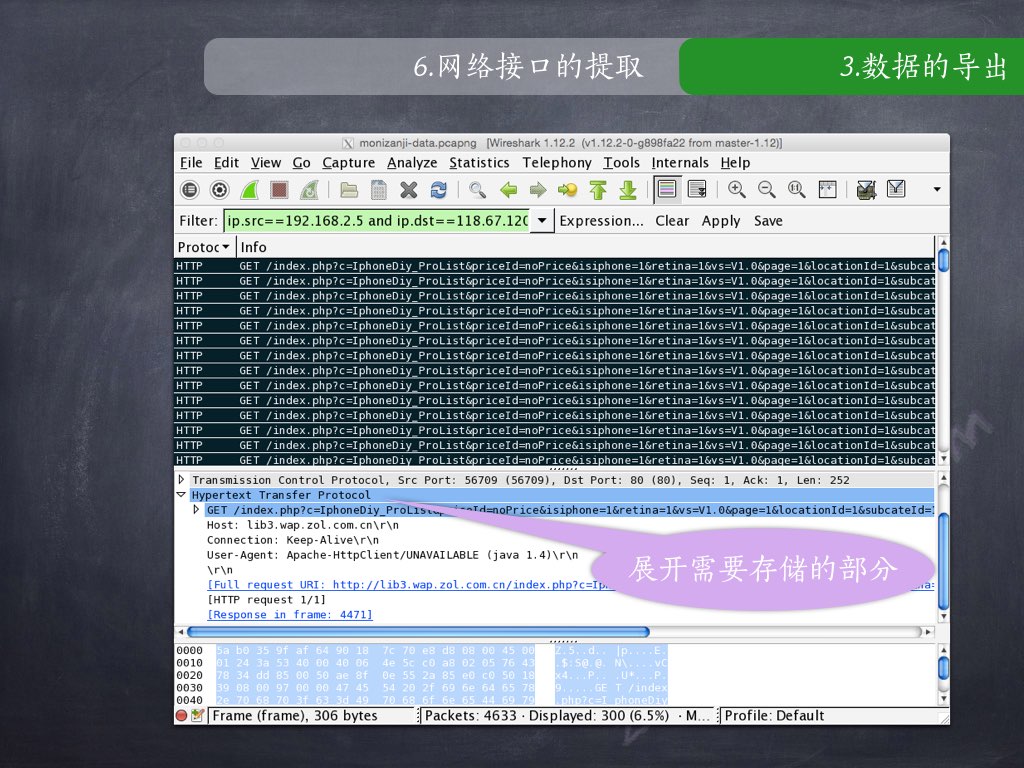 6.网络接口的提取
3.数据的导出
monizanji-data.pcapng [Wireshark 1.12.2 (v1.12.2-0-g898fa22 from master-1.12)]
File Edit View Go Capture Analyze Statistics Telephony Tools Internals Help
Filter: ip.src==192.168.2.5 and ip.dst==118.67.120 Expression... Clear Apply Save
Protoc Info
HTTP GET /index.php?c=IphoneDiy_ProList&priceId=noPrice&isiphone=1&retina=1&vs=V1.0&page=1&locationId=1&subcat
HTTP GET /index.php?c=IphoneDiy_ProList&priceId=noPrice&isiphone=1&retina=1&vs=V1.0&page=1&locationId=1&subcat
HTTP GET /index.php?c=IphoneDiy_ProList&priceId=noPrice&isiphone=1&retina=1&vs=V1.0&page=1&locationId=1&subcat
HTTP GET /index.php?c=IphoneDiy_ProList&priceId=noPrice&isiphone=1&retina=1&vs=V1.0&page=1&locationId=1&subcat
HTTP GET /index.php?c=IphoneDiy_ProList&priceId=noPrice&isiphone=1&retina=1&vs=V1.0&page=1&locationId=1&subcat
HTTP GET /index.php?c=IphoneDiy_ProList&priceId=noPrice&isiphone=1&retina=1&vs=V1.0&page=1&locationId=1&subcat
HTTP GET /index.php?c=IphoneDiy_ProList&priceId=noPrice&isiphone=1&retina=1&vs=V1.0&page=1&locationId=1&subcat
HTTP GET /index.php?c=IphoneDiy_ProList&priceId=noPrice&isiphone=1&retina=1&vs=V1.0&page=1&locationId=1&subcat
HTTP GET /index.php?c=IphoneDiy_ProList&priceId=noPrice&isiphone=1&retina=1&vs=V1.0&page=1&locationId=1&subcat
HTTP GET /index.php?c=IphoneDiy_ProList&priceId=noPrice&isiphone=1&retina=1&vs=V1.0&page=1&locationId=1&subcat
HTTP GET /index.php?c=IphoneDiy_ProList&priceId=noPrice&isiphone=1&retina=1&vs=V1.0&page=1&locationId=1&subcat
HTTP GET /index.php?c=IphoneDiy_ProList&priceId=noPrice&isiphone=1&retina=1&vs=V1.0&page=1&locationId=1&subcat
HTTP GET /index.php?c=IphoneDiy_ProList&priceId=noPrice&isiphone=1&retina=1&vs=V1.0&page=1&locationId=1&subcat
HTTP GET /index.php?c=IphoneDiy_ProList&priceId=noPrice&isiphone=1&retina=1&vs=V1.0&page=1&locationId=1&subcat
Transmission Control Protocol, Src Port: 56709 (56709), Dst Port: 80 (80), Seq: 1, Ack: 1, Len: 252
Hypertext Transfer Protocol
GET /index.php?c=IphoneDiy_ProList&priceId=noPrice&isiphone=1&retina=1&vs=V1.0&page=1&locationId=1&subcateId=1
Host: lib3.wap.zol.com.cn\r\n
Connection: Keep-Alive\r\n
User-Agent: Apache-HttpClient/UNAVAILABLE (java 1.4)\r\n
展开需要存储的部分
\r\n
[Full request URI: http://lib3.wap.zol.com.cn/index.php?c=I
[HTTP request 1/1]
[Response in frame: 4471]
0000 5a b0 35 9f af 64 90 18 7c 70 e8 d8 08 00 45 00 Z.5..d.. |p....E.
0010 01 24 3a 53 40 00 40 06 4e 5c c0 a8 02 05 76 43 .$:S@.@. N\....vC
0020 78 34 dd 85 00 50 ae 8f 0e 55 2a 85 e0 c0 50 18 x4...P.. .U*...P.
0030 39 08 00 97 00 00 47 45 54 20 2f 69 6e 64 65 78 9.....GE T /index
0040 2e 70 68 70 3f 63 3d 49 70 68 6f 6e 65 44 69 79 .php?c=I phoneDiy
Frame (frame), 306 bytes Packets: 4633 · Displayed: 300 (6.5%) · M... Profile: Default